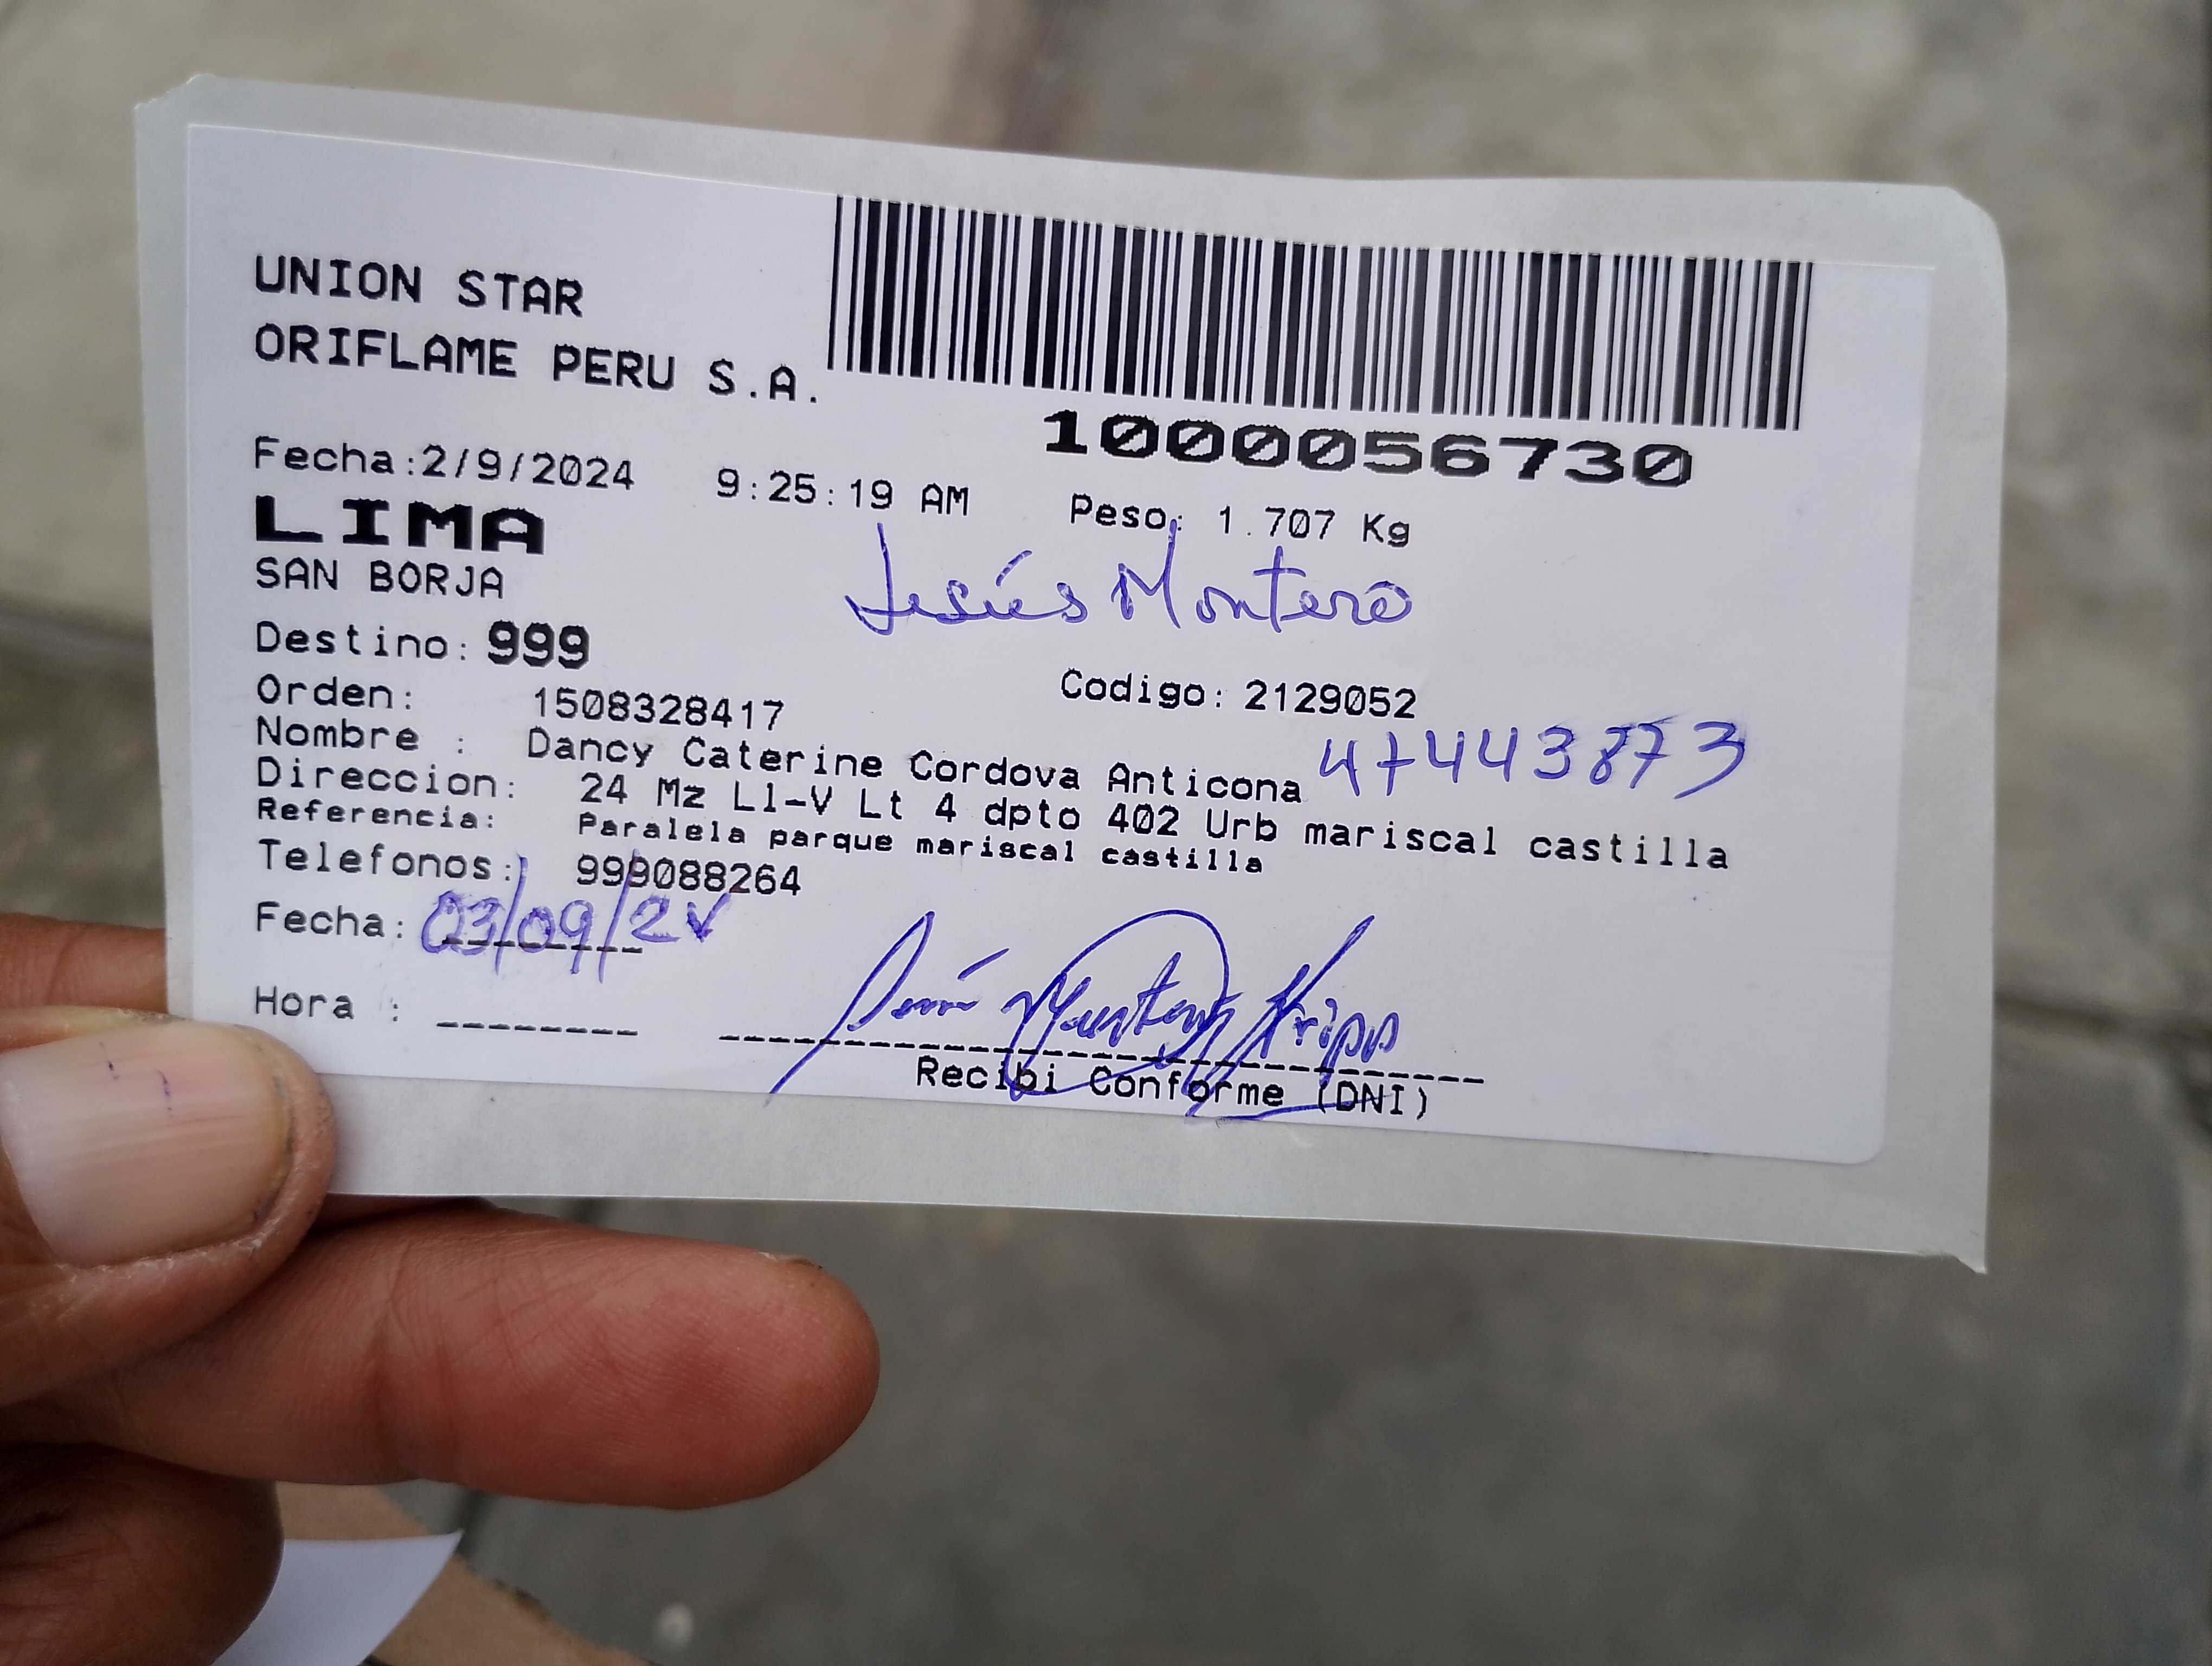 UNION STAR
ORIFLAME PERU S.A.
1000056730
Fecha:2/9/2024 9:25:19 AM Peso: 1.707 Kg
LIMA
SAN BORJA
Jesús Montero
Destino: 999
Orden: 1508328417 Codigo: 2129052
Nombre : Dancy Caterine Cordova Anticona 47443873
Direccion: 24 Mz Ll-V Lt 4 dpto 402 Urb mariscal castilla
Referencia: Paralela parque mariscal castilla
Telefonos: 999088264
Fecha: 03/09/24
Hora :
Recibi Conforme (DNI)